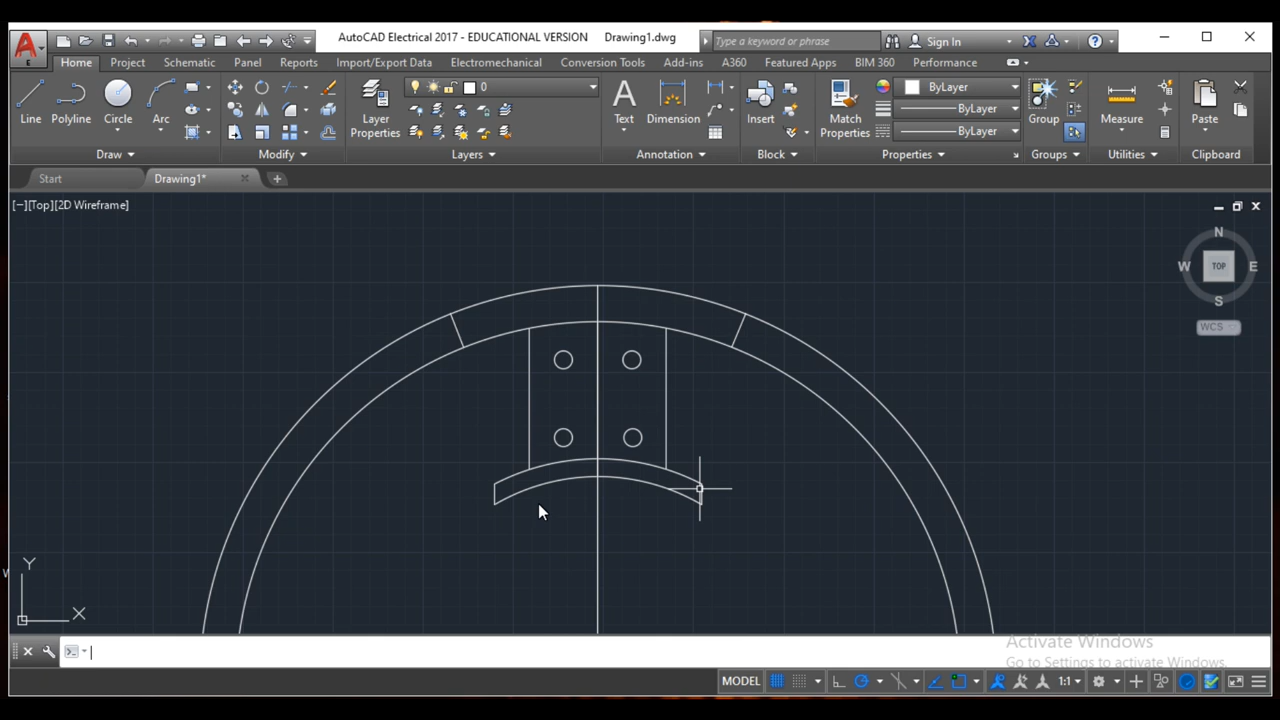 AutoCAD Electrical 2017 - EDUCATIONAL VERSION Drawing1.dwg
Type a keyword or phrase
Sign In
Home Project Schematic Panel Reports Import/Export Data Electromechanical Conversion Tools Add-ins A360 Featured Apps BIM 360 Performance
Line Polyline Circle Arc
0
Layer Properties
Text Dimension
Insert
Match Properties
ByLayer
ByLayer
ByLayer
Group
Measure
Paste
Draw Modify Layers Annotation Block Properties Groups Utilities Clipboard
Start Drawing1*
[−][Top][2D Wireframe]
N
W TOP E
S
WCS
Y
X
Activate Windows
Go to Settings to activate Windows.
MODEL 1:1